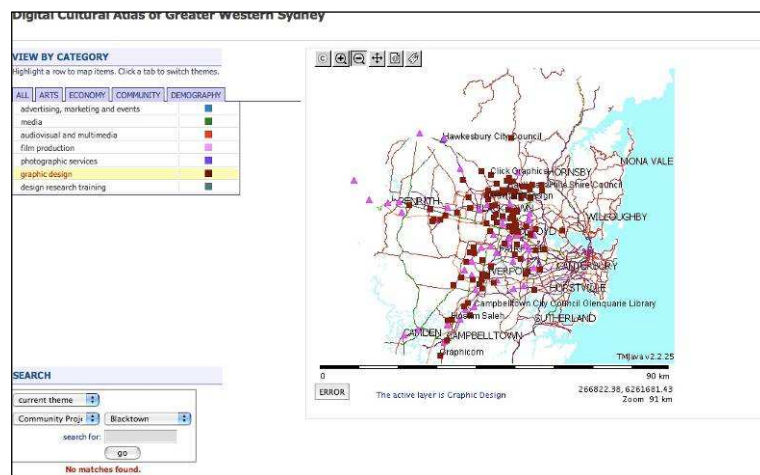 Digital Cultural Atlas of Greater Western Sydney
VIEW BY CATEGORY
Highlight a row to map items. Click a tab to switch themes.
ALL ARTS ECONOMY COMMUNITY DEMOGRAPHY
advertising, marketing and events
media
audiovisual and multimedia
film production
photographic services
graphic design
design research training
SEARCH
current theme
Community Proj
Blacktown
search for:
go
No matches found.
Hawkesbury City Council
Click Graphics
HORNSBY
MONA VALE
Shire Council
WILLOUGHBY
CANTERBURY
HURSTVILLE
Campbelltown City Council Glenquarie Library
Saleh
SUTHERLAND
CAMDEN
CAMPBELLTOWN
Graphicorn
TMJava v2.2.25
0
90 km
ERROR
The active layer is Graphic Design
266822.38, 6261681.43
Zoom 91 km